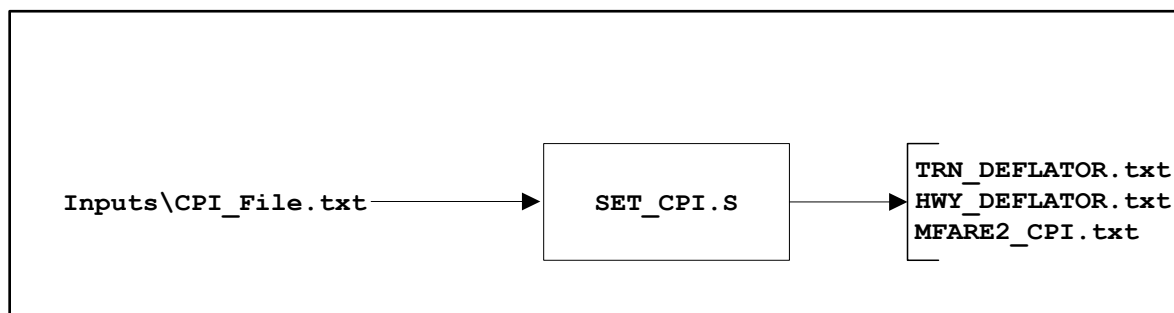 Inputs\CPI_File.txt
SET_CPI.S
TRN_DEFLATOR.txt
HWY_DEFLATOR.txt
MFARE2_CPI.txt